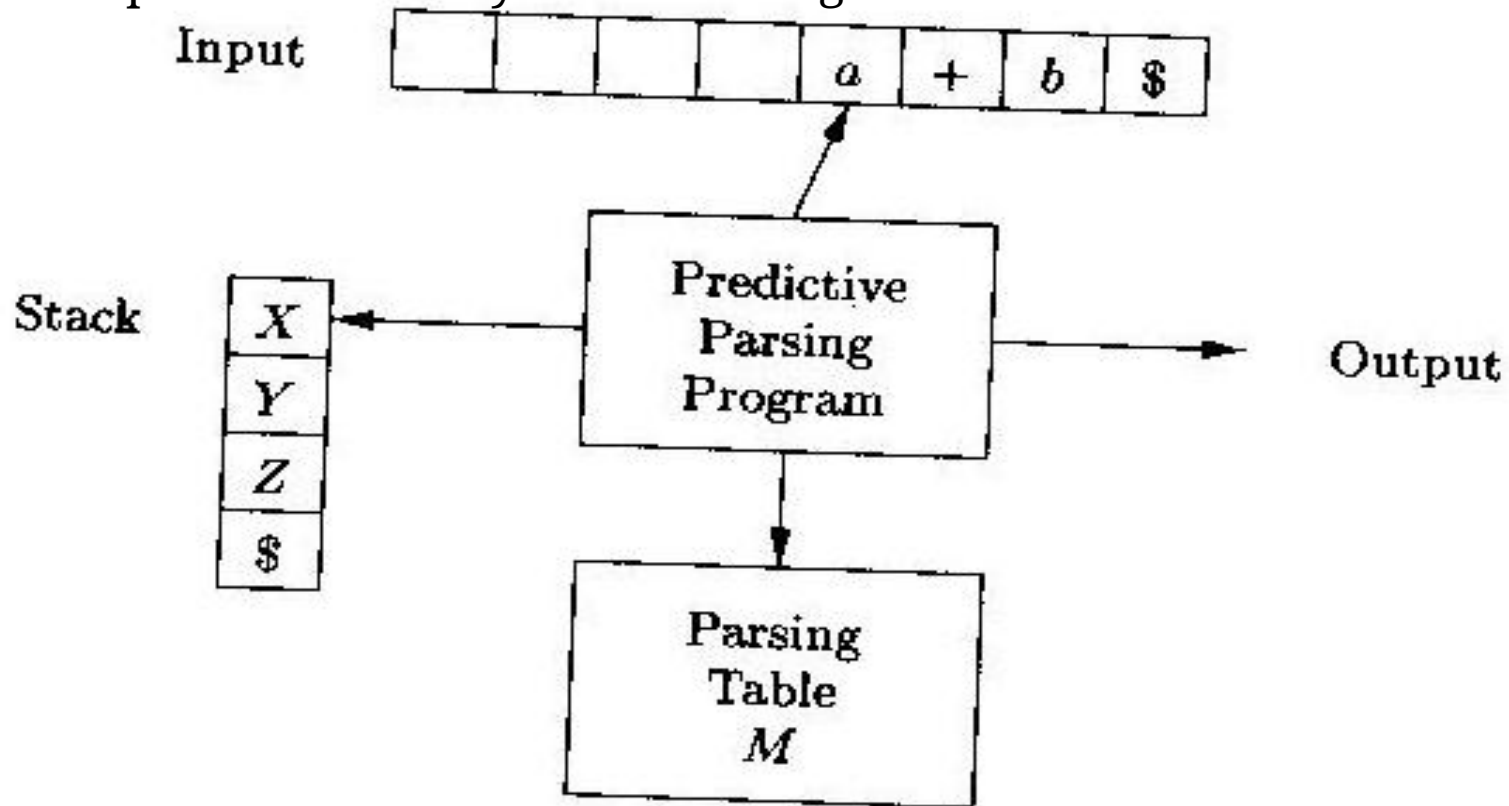 Input
a + b $
Predictive
Parsing
Program
Stack
X
Y
Z
$
Output
Parsing
Table
M